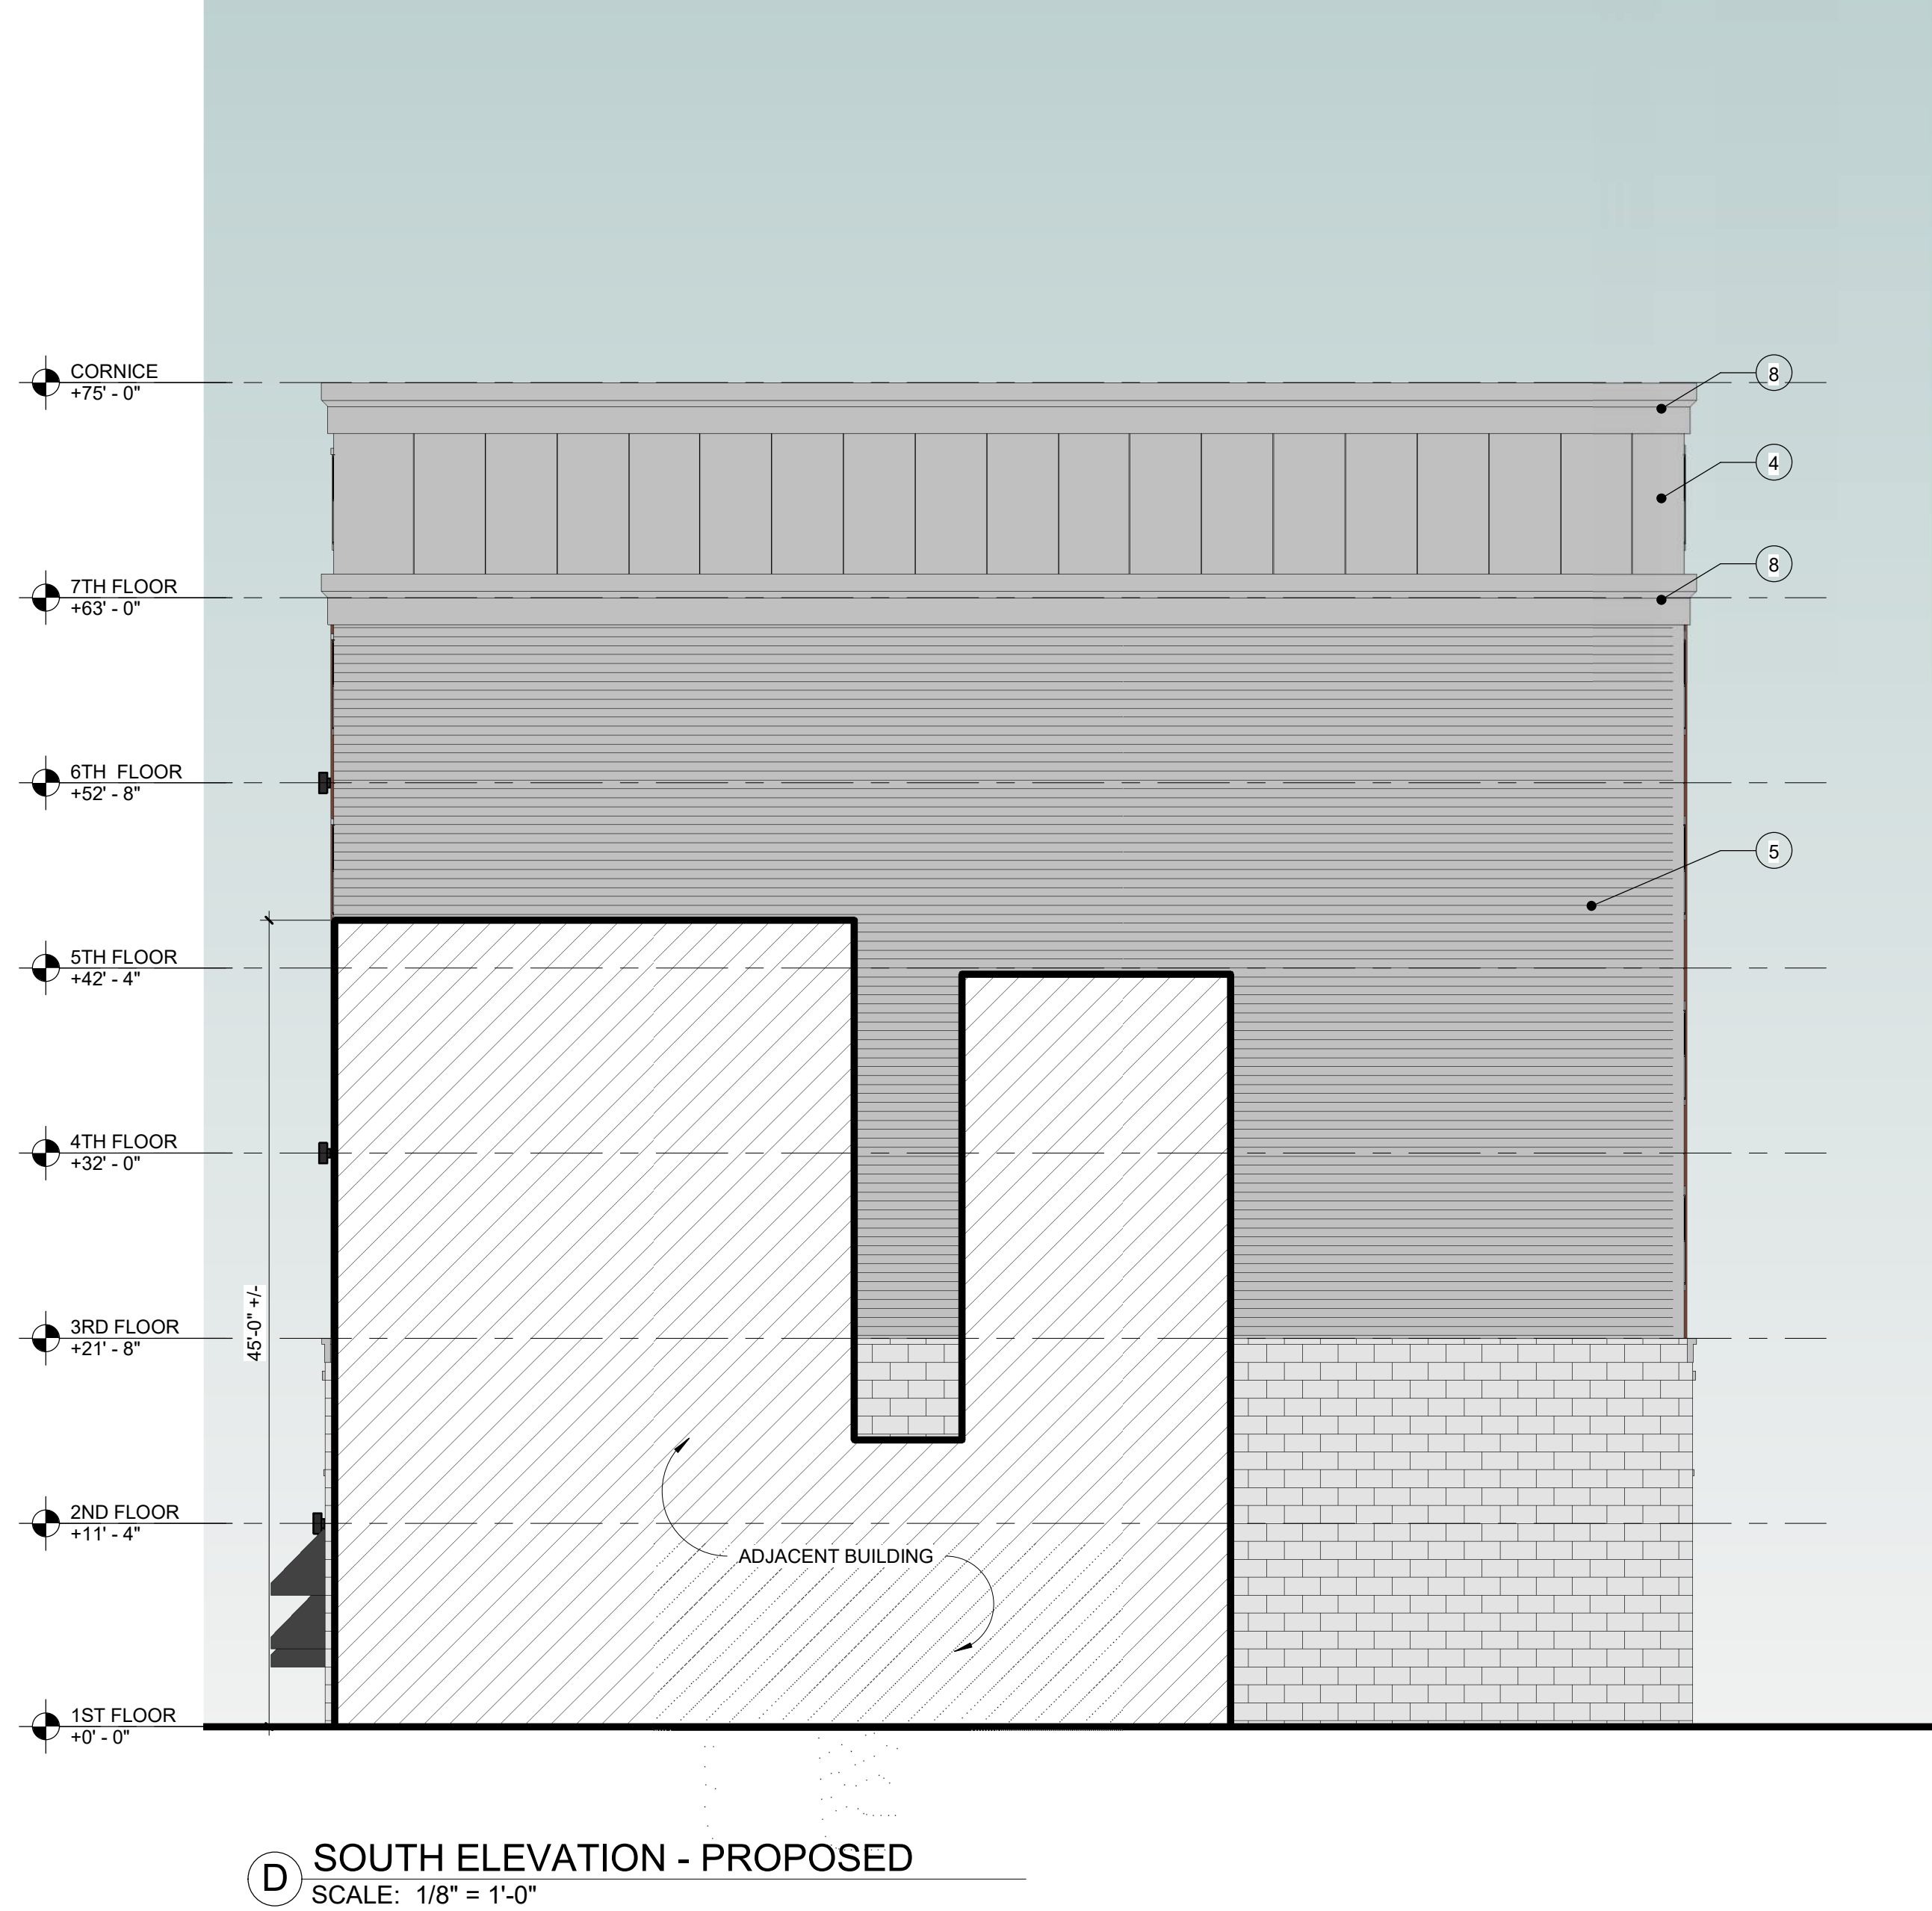 CORNICE
+75' - 0"
8
4
7TH FLOOR
+63' - 0"
8
6TH  FLOOR
+52' - 8"
5
5TH FLOOR
+42' - 4"
4TH FLOOR
+32' - 0"
3RD FLOOR
+21' - 8"
45'-0" +/-
2ND FLOOR
+11' - 4"
ADJACENT BUILDING
1ST FLOOR
+0' - 0"
D
SOUTH ELEVATION - PROPOSED
SCALE:  1/8" = 1'-0"